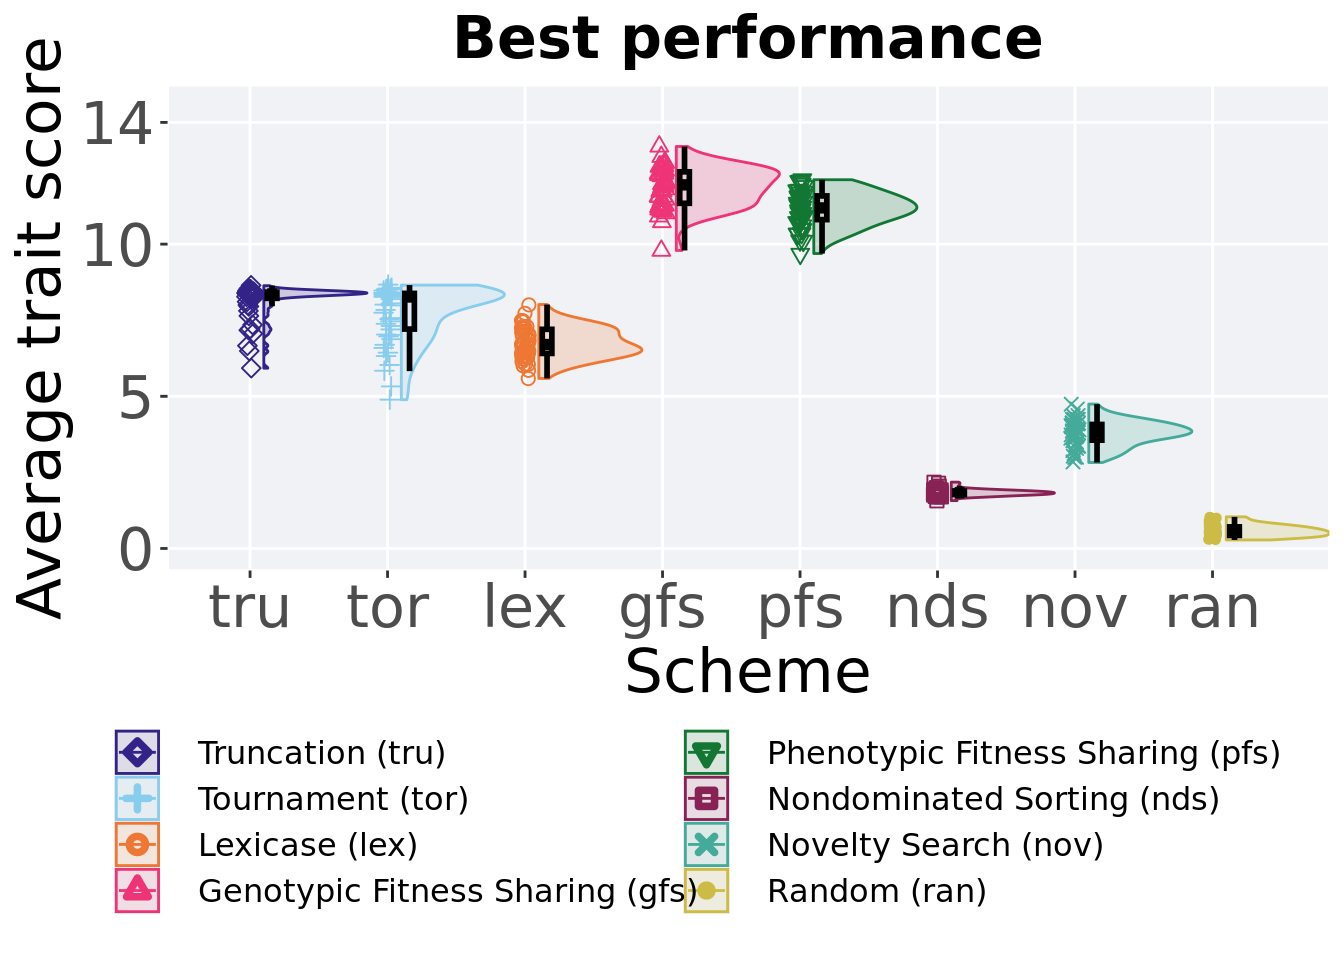 Best performance
Average trait score
14
10
5
0
tru tor lex gfs pfs nds nov ran
Scheme
Truncation (tru)
Tournament (tor)
Lexicase (lex)
Genotypic Fitness Sharing (gfs)
Phenotypic Fitness Sharing (pfs)
Nondominated Sorting (nds)
Novelty Search (nov)
Random (ran)